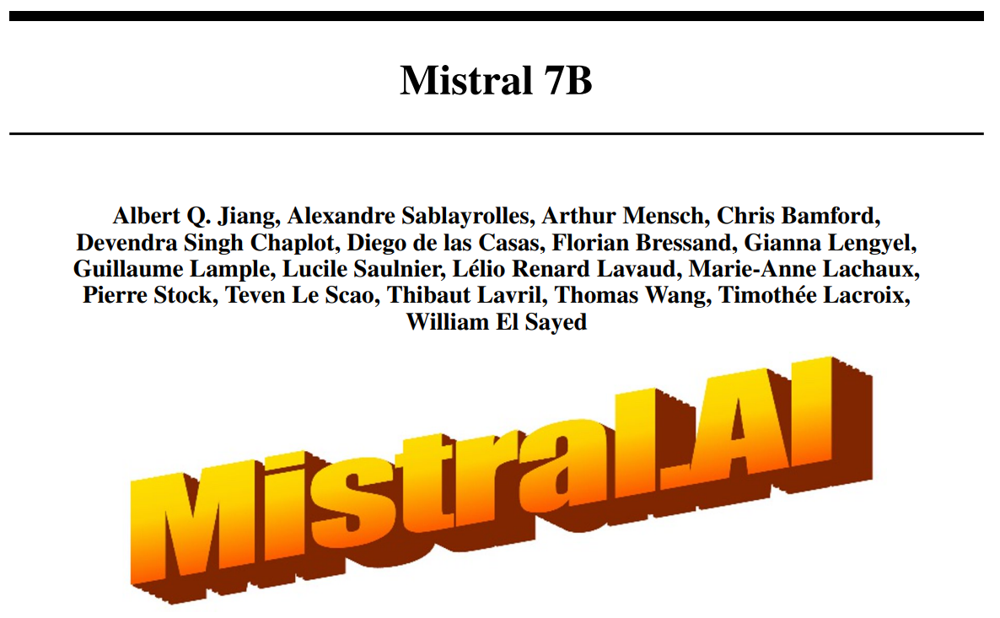 Mistral 7B
Albert Q. Jiang, Alexandre Sablayrolles, Arthur Mensch, Chris Bamford,
Devendra Singh Chaplot, Diego de las Casas, Florian Bressand, Gianna Lengyel,
Guillaume Lample, Lucile Saulnier, Lélio Renard Lavaud, Marie-Anne Lachaux,
Pierre Stock, Teven Le Scao, Thibaut Lavril, Thomas Wang, Timothée Lacroix,
William El Sayed
Mistral.AI